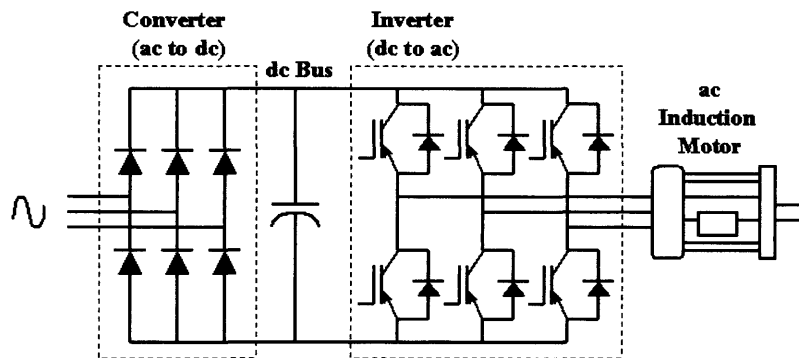 Converter
(ac to dc)
dc Bus
Inverter
(dc to ac)
ac
Induction
Motor